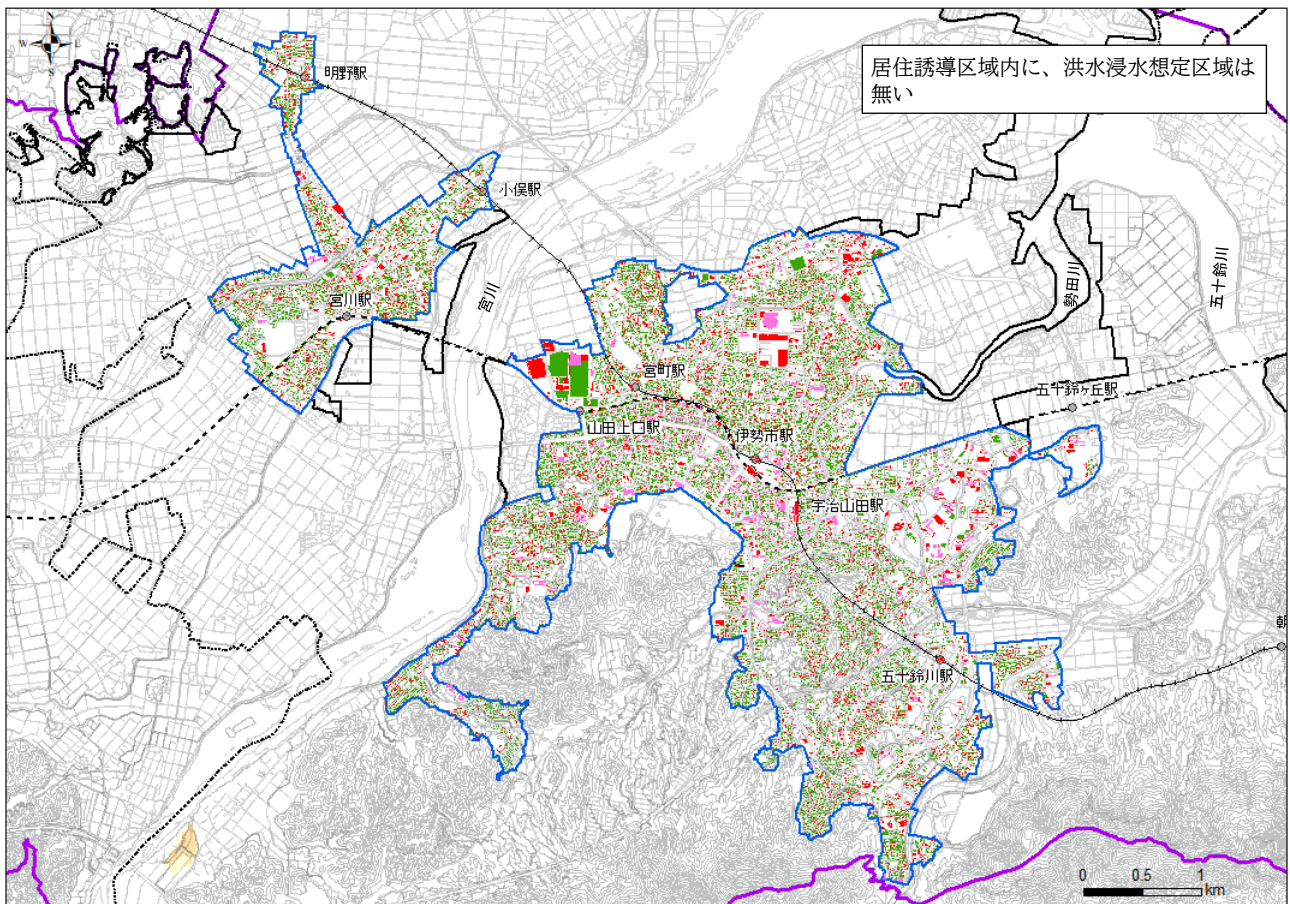 N
W E
S
居住誘導区域内に、洪水浸水想定区域は
無い
明野駅
小俣駅
宮川駅
宮川
勢田川
五十鈴川
宮町駅
五十鈴ヶ丘駅
山田上口駅
伊勢市駅
宇治山田駅
五十鈴川駅
朝
0 0.5 1
km